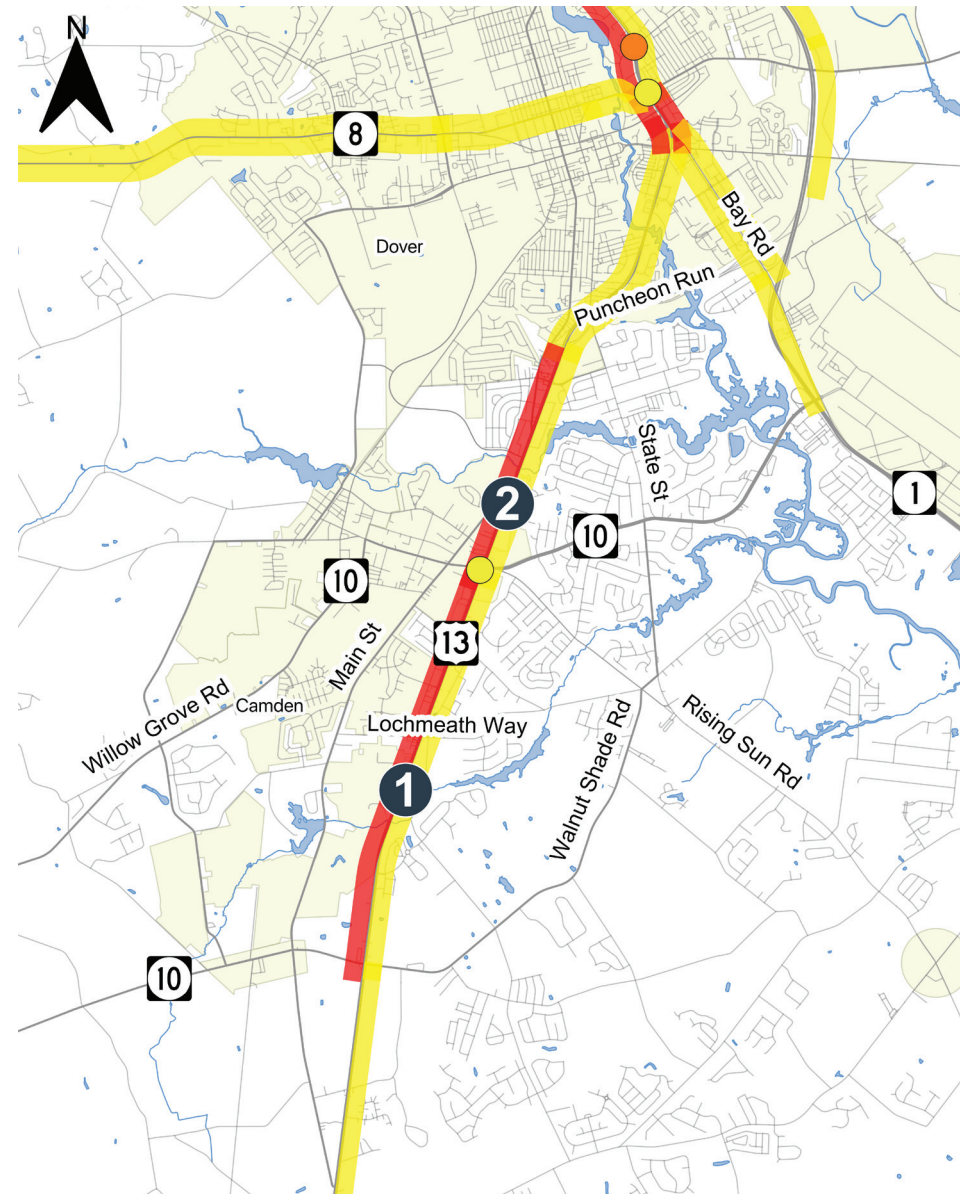 N
8
Bay Rd
Dover
Puncheon Run
State St
1
2
10
10
13
Main St
Willow Grove Rd
Camden
Lochmeath Way
Rising Sun Rd
Walnut Shade Rd
1
10